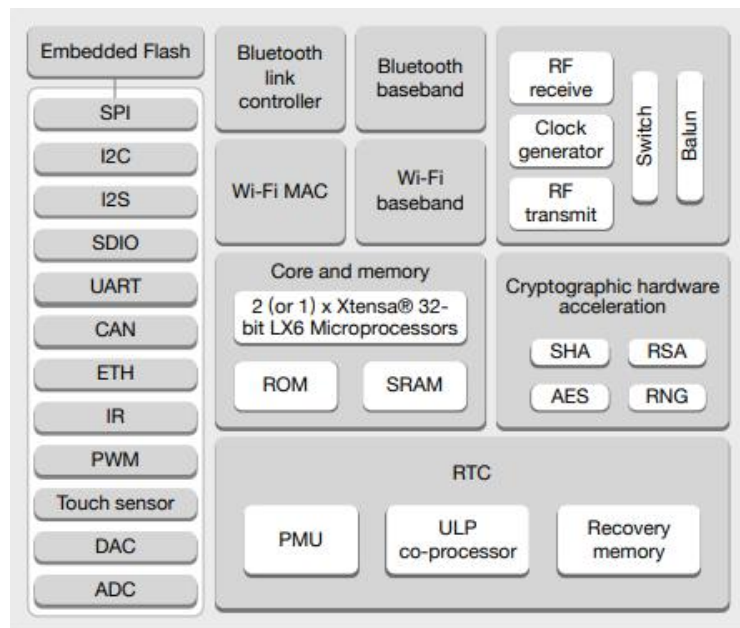 Embedded Flash
SPI
I2C
I2S
SDIO
UART
CAN
ETH
IR
PWM
Touch sensor
DAC
ADC
Bluetooth
link
controller
Bluetooth
baseband
Wi-Fi MAC
Wi-Fi
baseband
RF
receive
Clock
generator
RF
transmit
Switch
Balun
Core and memory
2 (or 1) x Xtensa® 32-
bit LX6 Microprocessors
ROM
SRAM
Cryptographic hardware
acceleration
SHA
RSA
AES
RNG
RTC
PMU
ULP
co-processor
Recovery
memory